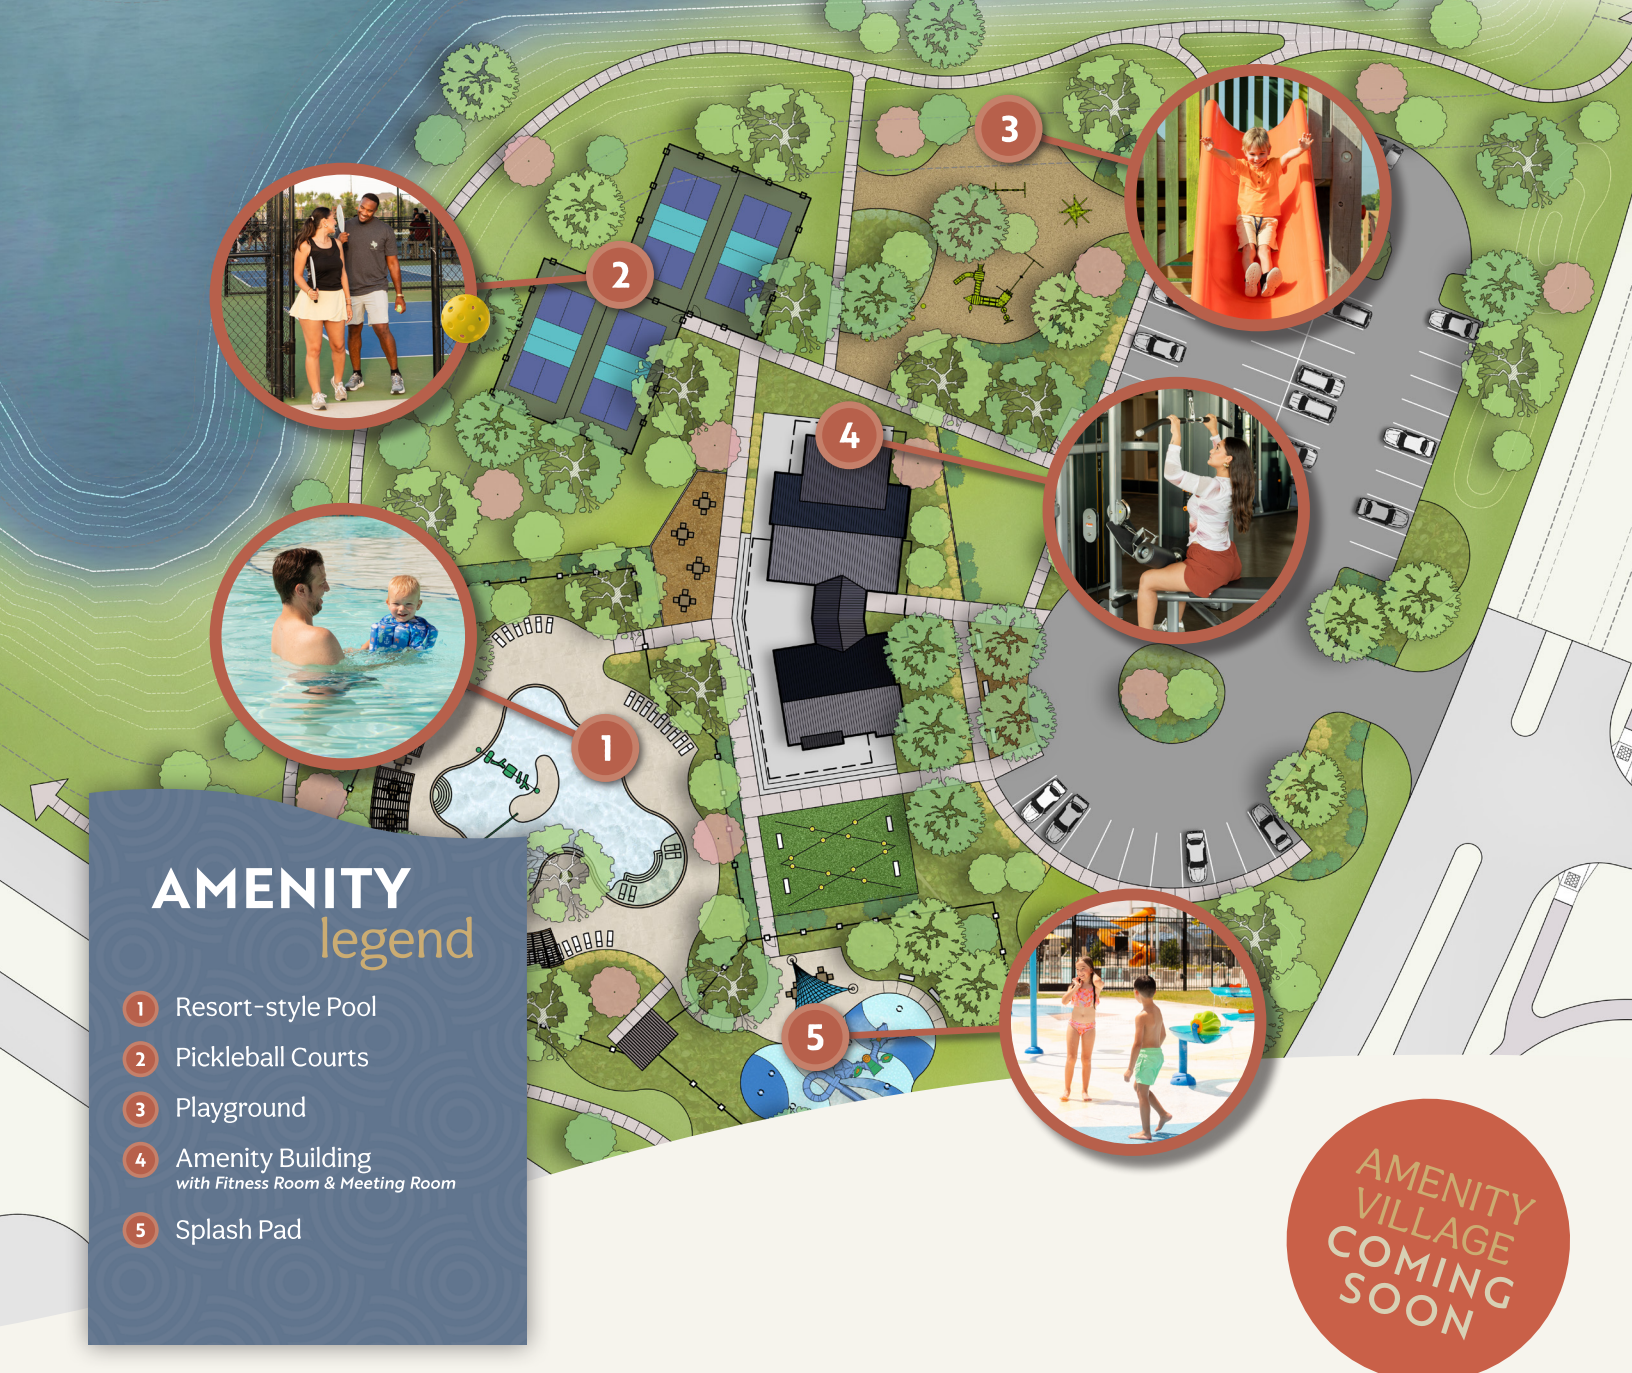 3
2
4
1
5
AMENITY
legend
1 Resort-style Pool
2 Pickleball Courts
3 Playground
4 Amenity Building
with Fitness Room & Meeting Room
5 Splash Pad
AMENITY
VILLAGE
COMING
SOON